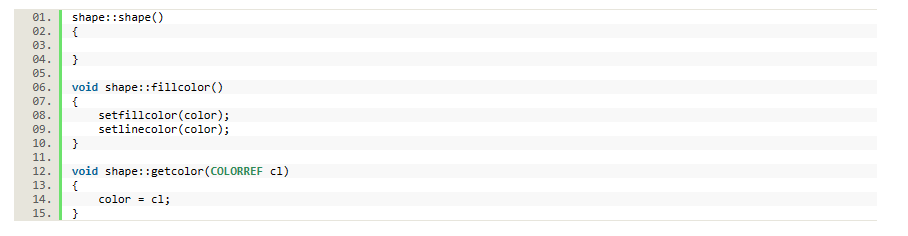 01. shape::shape()
02. {
03.
04. }
05.
06. void shape::fillcolor()
07. {
08.     setfillcolor(color);
09.     setlinecolor(color);
10. }
11.
12. void shape::getcolor(COLORREF cl)
13. {
14.     color = cl;
15. }